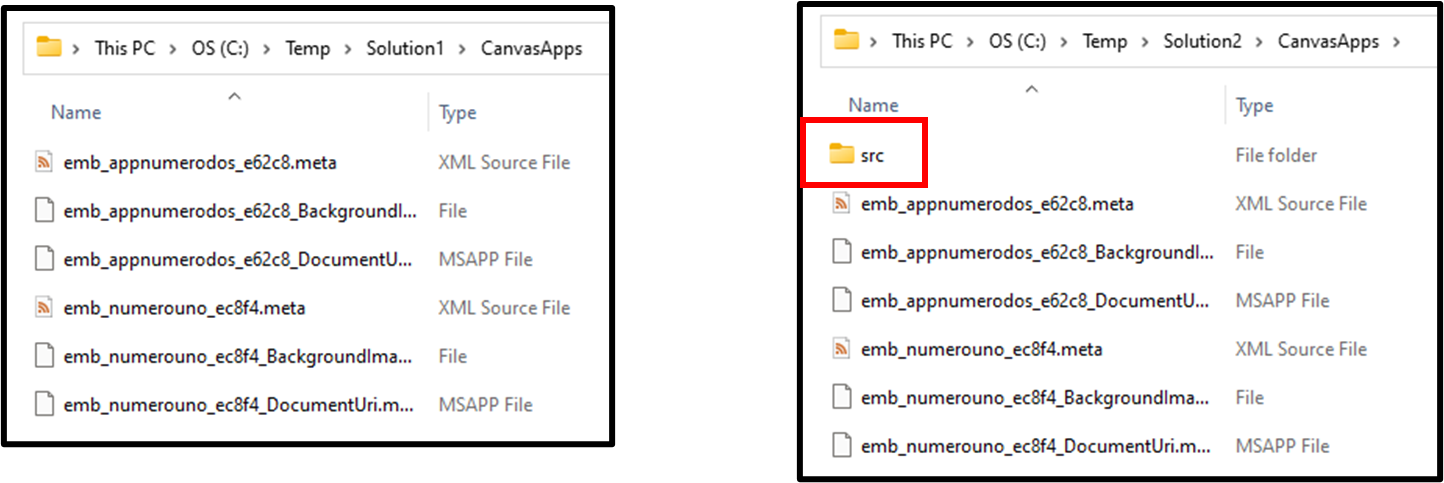 This PC > OS (C:) > Temp > Solution1 > CanvasApps
Name Type
emb_appnumerodos_e62c8.meta XML Source File
emb_appnumerodos_e62c8_BackgroundI... File
emb_appnumerodos_e62c8_DocumentU... MSAPP File
emb_numerouno_ec8f4.meta XML Source File
emb_numerouno_ec8f4_BackgroundIma... File
emb_numerouno_ec8f4_DocumentUri.m... MSAPP File
This PC > OS (C:) > Temp > Solution2 > CanvasApps >
Name Type
src File folder
emb_appnumerodos_e62c8.meta XML Source File
emb_appnumerodos_e62c8_BackgroundI... File
emb_appnumerodos_e62c8_DocumentU... MSAPP File
emb_numerouno_ec8f4.meta XML Source File
emb_numerouno_ec8f4_BackgroundIma... File
emb_numerouno_ec8f4_DocumentUri.m... MSAPP File